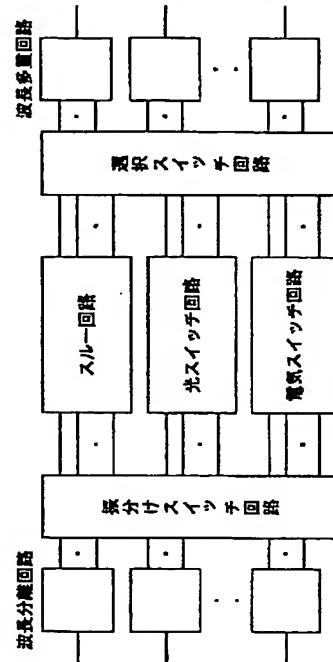 波長分離回路
振分けスイッチ回路
スルー回路
光スイッチ回路
電気スイッチ回路
選択スイッチ回路
波長多重回路